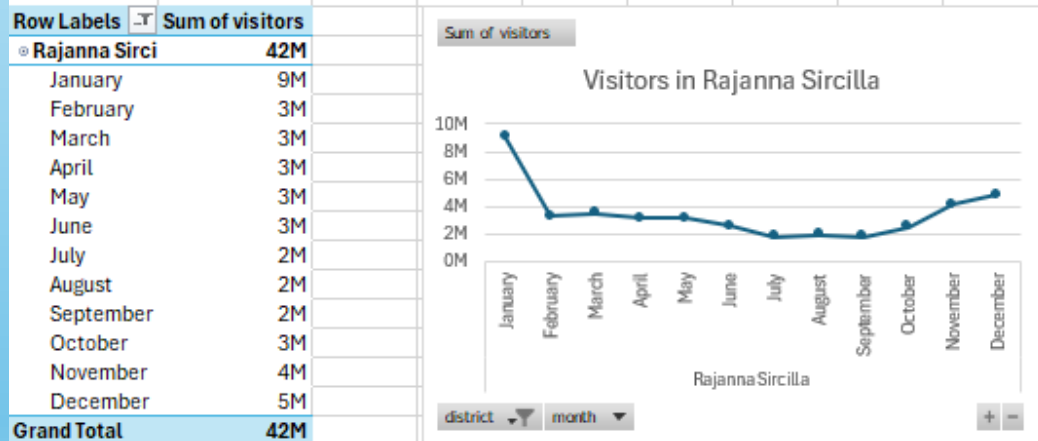 Row Labels Sum of visitors
Rajanna Sirci 42M
January 9M
February 3M
March 3M
April 3M
May 3M
June 3M
July 2M
August 2M
September 2M
October 3M
November 4M
December 5M
Grand Total 42M
Sum of visitors
Visitors in Rajanna Sircilla
10M
8M
6M
4M
2M
0M
January
February
March
April
May
June
July
August
September
October
November
December
Rajanna Sircilla
district month + -